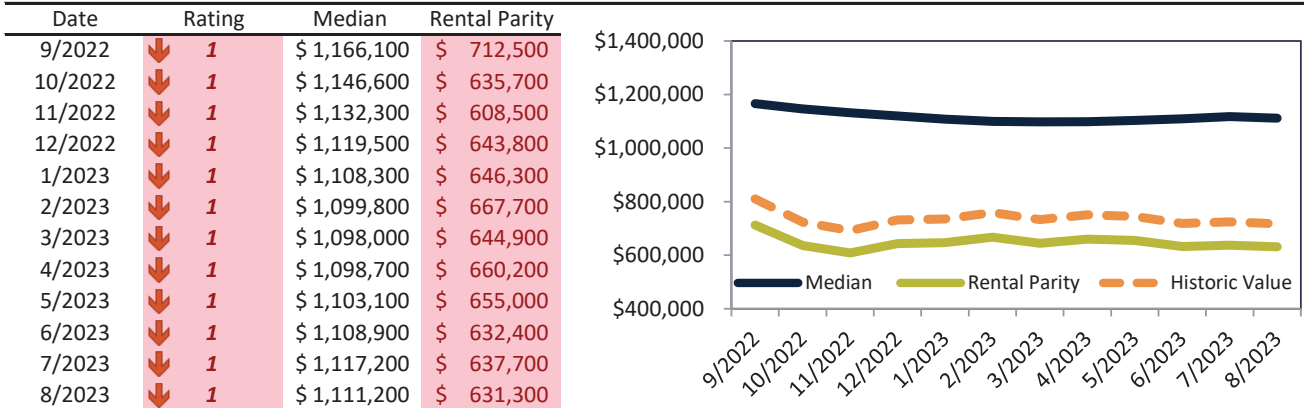 Date Rating Median Rental Parity
9/2022 1 $ 1,166,100 $ 712,500
10/2022 1 $ 1,146,600 $ 635,700
11/2022 1 $ 1,132,300 $ 608,500
12/2022 1 $ 1,119,500 $ 643,800
1/2023 1 $ 1,108,300 $ 646,300
2/2023 1 $ 1,099,800 $ 667,700
3/2023 1 $ 1,098,000 $ 644,900
4/2023 1 $ 1,098,700 $ 660,200
5/2023 1 $ 1,103,100 $ 655,000
6/2023 1 $ 1,108,900 $ 632,400
7/2023 1 $ 1,117,200 $ 637,700
8/2023 1 $ 1,111,200 $ 631,300
$1,400,000
$1,200,000
$1,000,000
$800,000
$600,000
$400,000
Median Rental Parity Historic Value
9/2022 10/2022 11/2022 12/2022 1/2023 2/2023 3/2023 4/2023 5/2023 6/2023 7/2023 8/2023